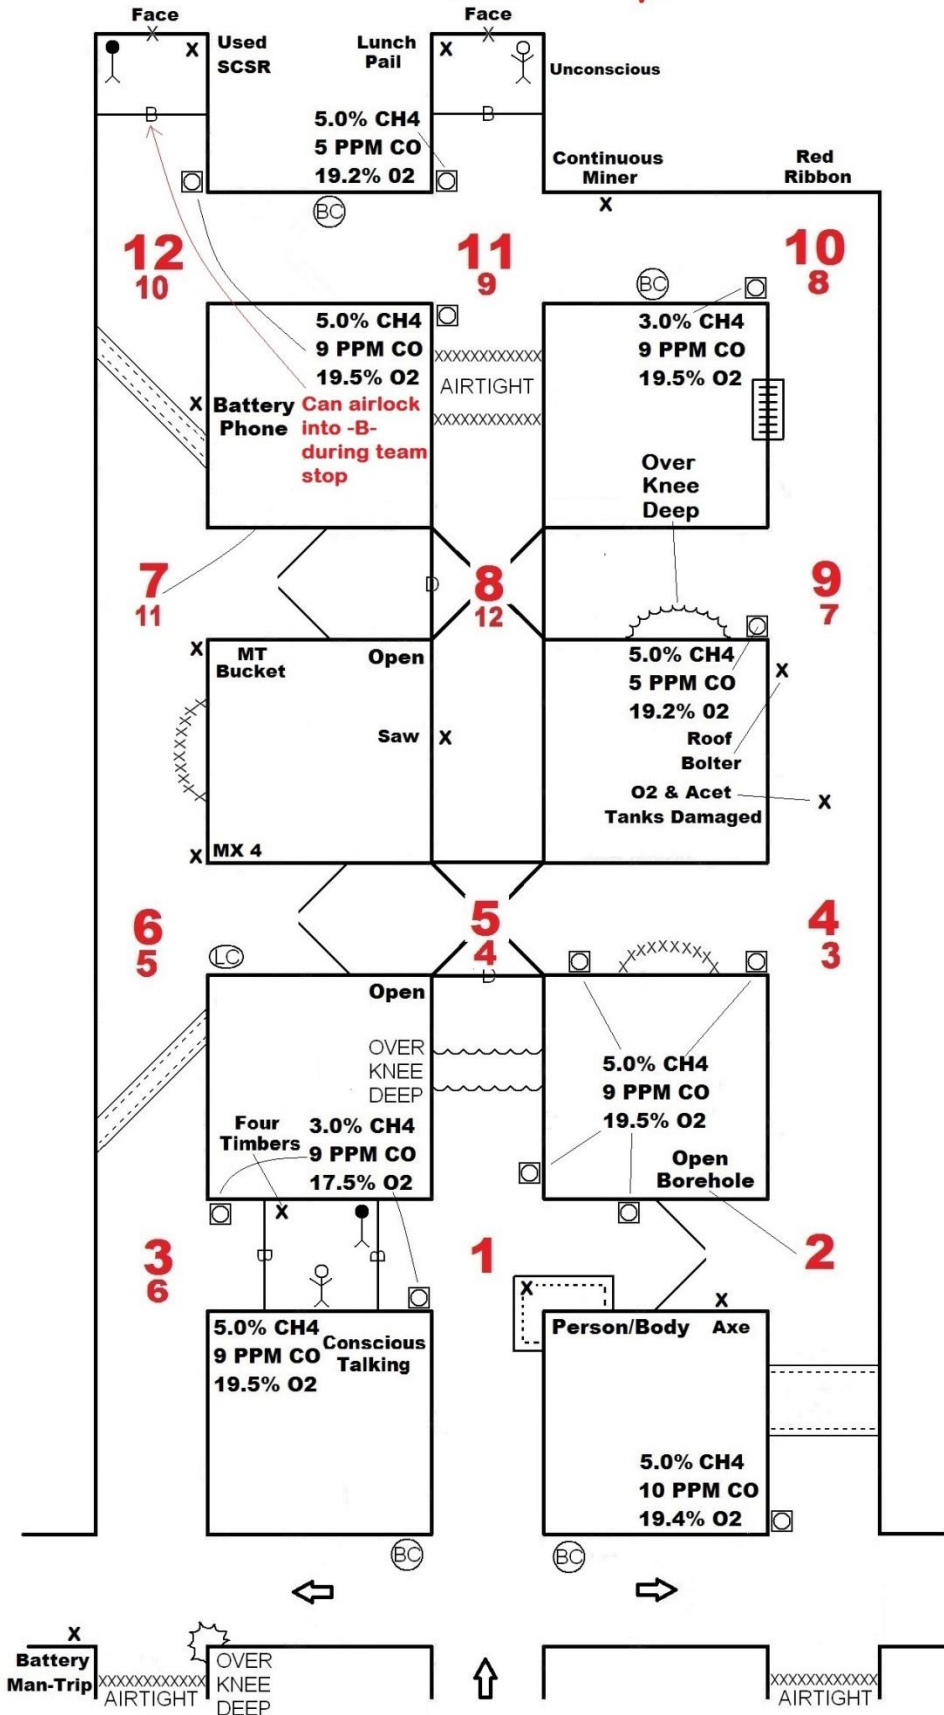 Face
Face
X
X
X
Used
SCSR
Lunch
Pail
X
Unconscious
B
B
5.0% CH4
5 PPM CO
19.2% 02
Continuous
Miner
X
Red
Ribbon
BC
12
10
11
9
10
8
BC
5.0% CH4
9 PPM CO
19.5% O2
XXXXXXXXXXXX
AIRTIGHT
XXXXXXXXXXXX
3.0% CH4
9 PPM CO
19.5% O2
X Battery
Phone
Can airlock
into -B-
during team
stop
Over
Knee
Deep
7
11
D
8
12
9
7
X
MT
Bucket
Open
5.0% CH4
5 PPM CO
19.2% 02
X
Saw X
Roof
Bolter
O2 & Acet
Tanks Damaged
X
X MX 4
6
5
5
4
4
3
LC
D
Open
OVER
KNEE
DEEP
5.0% CH4
9 PPM CO
19.5% O2
Four
Timbers
3.0% CH4
9 PPM CO
17.5% O2
Open
Borehole
X
B
B
3
6
1
2
X
X
5.0% CH4
9 PPM CO
19.5% O2
Conscious
Talking
Person/Body
Axe
5.0% CH4
10 PPM CO
19.4% O2
BC
BC
X
Battery
Man-Trip
XXXXXXXXXXXX
AIRTIGHT
OVER
KNEE
DEEP
XXXXXXXXXXXX
AIRTIGHT